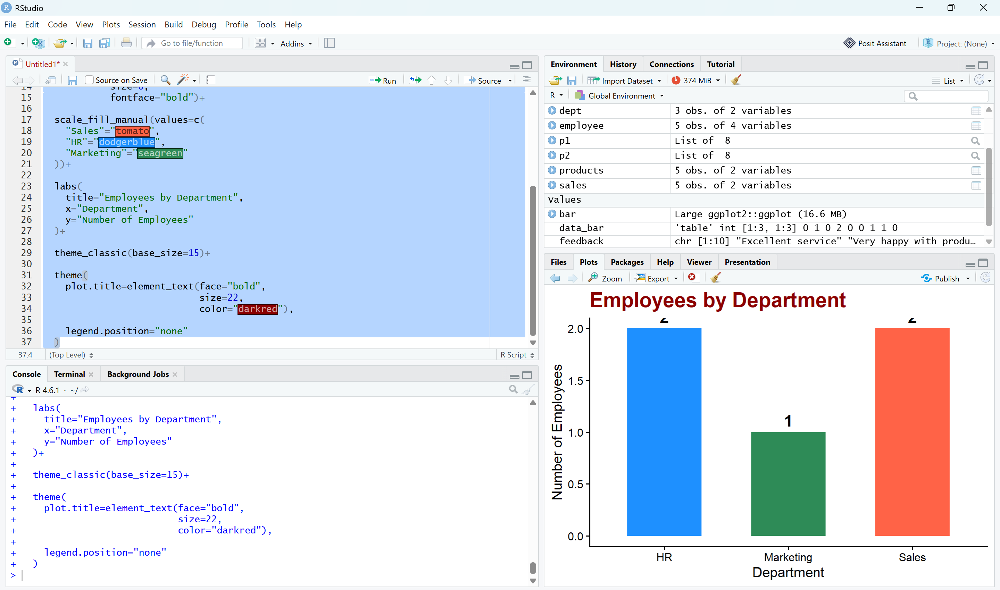 RStudio
File Edit Code View Plots Session Build Debug Profile Tools Help
Go to file/function Addins Posit Assistant Project: (None)
Untitled1*
Source on Save Run Source
15 fontface="bold")+
16
17 scale_fill_manual(values=c(
18 "Sales"="tomato",
19 "HR"="dodgerblue",
20 "Marketing"="seagreen"
21 ))+
22
23 labs(
24 title="Employees by Department",
25 x="Department",
26 y="Number of Employees"
27 )+
28
29 theme_classic(base_size=15)+
30
31 theme(
32 plot.title=element_text(face="bold",
33 size=22,
34 color="darkred"),
35
36 legend.position="none"
37 )
37:4 (Top Level) R Script
Console Terminal Background Jobs
R 4.6.1 · ~/
+
+ labs(
+ title="Employees by Department",
+ x="Department",
+ y="Number of Employees"
+ )+
+
+ theme_classic(base_size=15)+
+
+ theme(
+ plot.title=element_text(face="bold",
+ size=22,
+ color="darkred"),
+
+ legend.position="none"
+ )
>
Environment History Connections Tutorial
Import Dataset 374 MiB List
R Global Environment
dept 3 obs. of 2 variables
employee 5 obs. of 4 variables
p1 List of 8
p2 List of 8
products 5 obs. of 2 variables
sales 5 obs. of 2 variables
Values
bar Large ggplot2::ggplot (16.6 MB)
data_bar 'table' int [1:3, 1:3] 0 1 0 2 0 0 1 1 0
feedback chr [1:10] "Excellent service" "Very happy with produ…
Files Plots Packages Help Viewer Presentation
Zoom Export Publish
Employees by Department
2.0
1.5
1.0
0.5
0.0
Number of Employees
1
HR Marketing Sales
Department